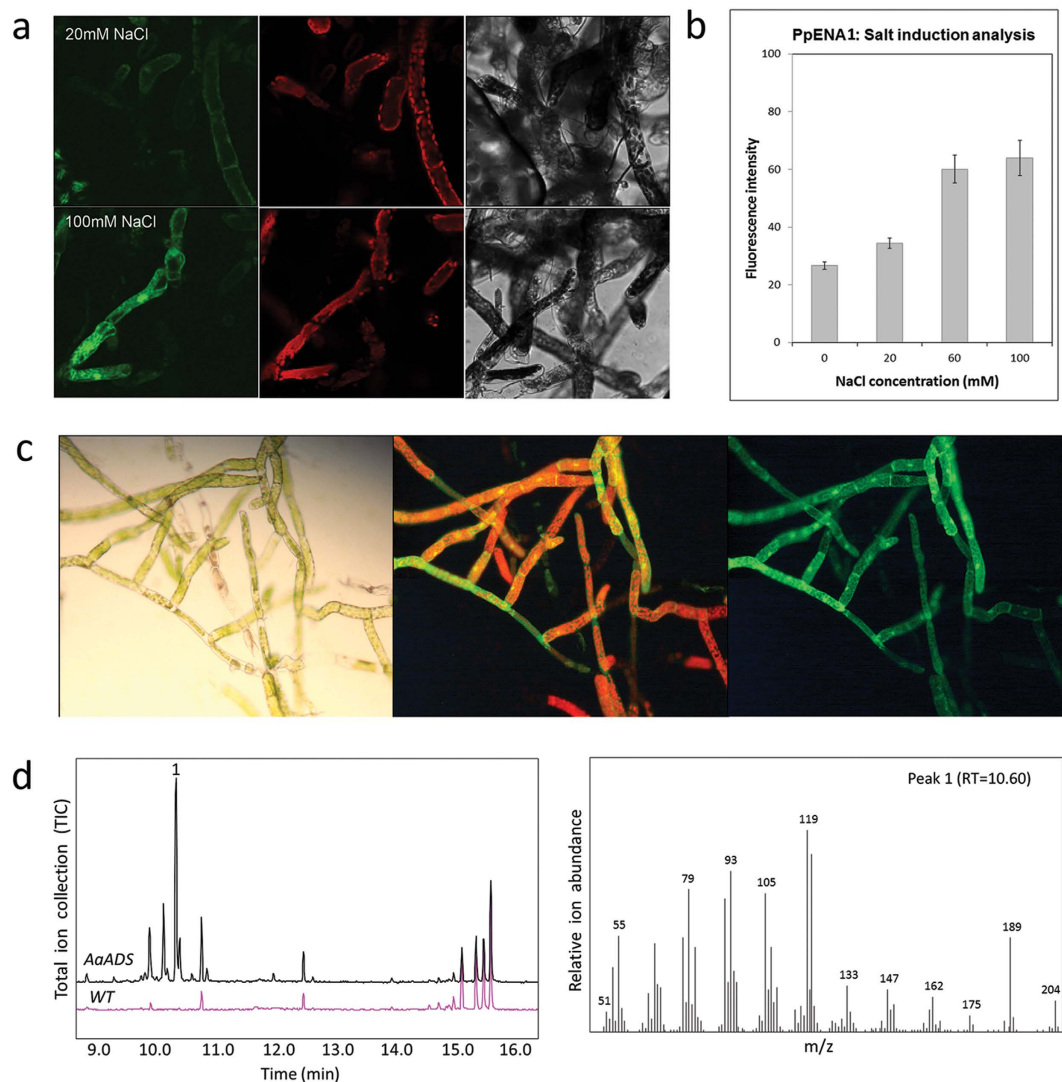 a
20mM NaCl
100mM NaCl
b
PpENA1: Salt induction analysis
Fluorescence intensity
100
80
60
40
20
0
0 20 60 100
NaCl concentration (mM)
c
d
Total ion collection (TIC)
1
AaADS
WT
9.0 10.0 11.0 12.0 13.0 14.0 15.0 16.0
Time (min)
Peak 1 (RT=10.60)
Relative ion abundance
51 55 79 93 105 119 133 147 162 175 189 204
m/z